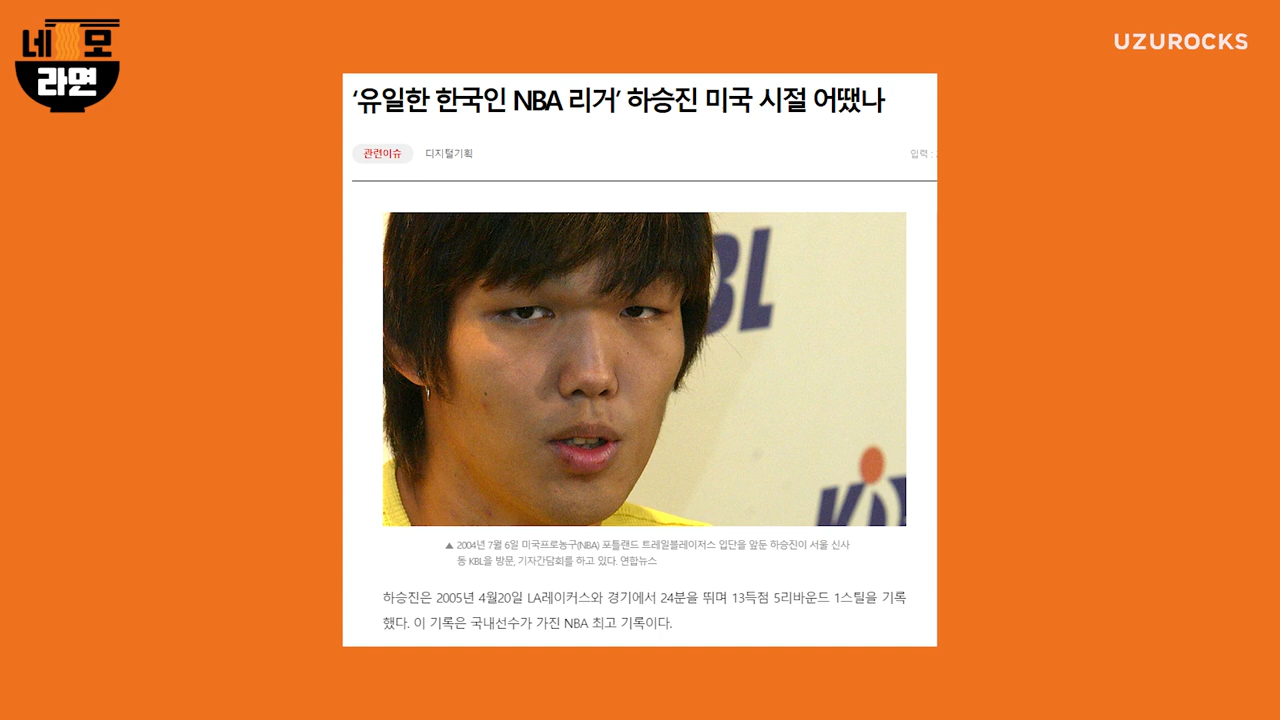 네모
라면
UZUROCKS
‘유일한 한국인 NBA 리거’ 하승진 미국 시절 어땠나
관련이슈 디지털기획
입력 :
BL
▲ 2004년 7월 6일 미국프로농구(NBA) 포틀랜드 트레일블레이저스 입단을 앞둔 하승진이 서울 신사
동 KBL을 방문, 기자간담회를 하고 있다. 연합뉴스
하승진은 2005년 4월20일 LA레이커스와 경기에서 24분을 뛰며 13득점 5리바운드 1스틸을 기록
했다. 이 기록은 국내선수가 가진 NBA 최고 기록이다.